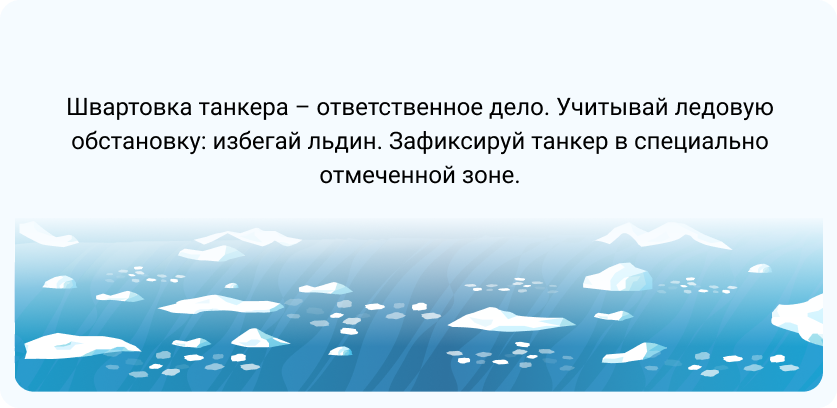 Швартовка танкера – ответственное дело. Учитывай ледовую
обстановку: избегай льдин. Зафиксируй танкер в специально
отмеченной зоне.